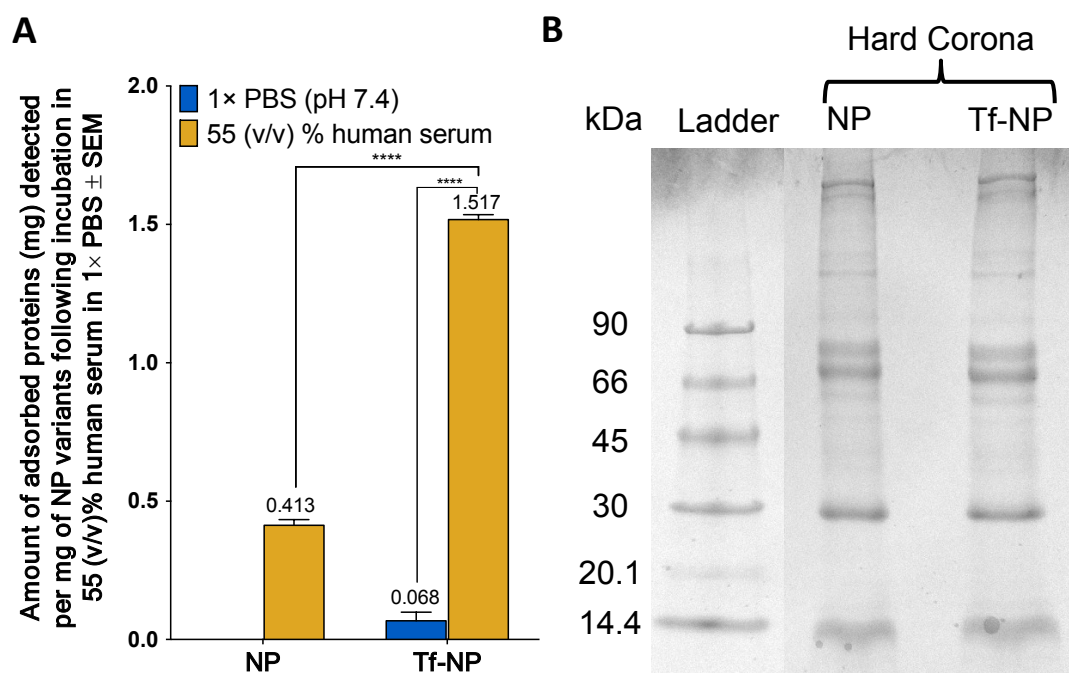 A
Amount of adsorbed proteins (mg) detected
per mg of NP variants following incubation in
55 (v/v)% human serum in 1× PBS ± SEM
2.0
1.5
1.0
0.5
0.0
1× PBS (pH 7.4)
55 (v/v) % human serum
****
****
1.517
0.413
0.068
NP
Tf-NP
B
Hard Corona
kDa
Ladder
NP
Tf-NP
90
66
45
30
20.1
14.4